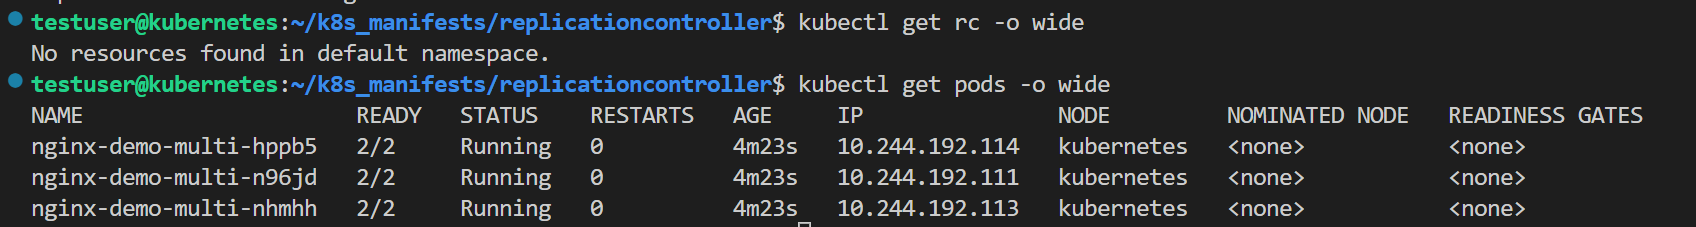 testuser@kubernetes:~/k8s_manifests/replicationcontroller$ kubectl get rc -o wide
No resources found in default namespace.
testuser@kubernetes:~/k8s_manifests/replicationcontroller$ kubectl get pods -o wide
NAME READY STATUS RESTARTS AGE IP NODE NOMINATED NODE READINESS GATES
nginx-demo-multi-hppb5 2/2 Running 0 4m23s 10.244.192.114 kubernetes <none> <none>
nginx-demo-multi-n96jd 2/2 Running 0 4m23s 10.244.192.111 kubernetes <none> <none>
nginx-demo-multi-nhmhh 2/2 Running 0 4m23s 10.244.192.113 kubernetes <none> <none>